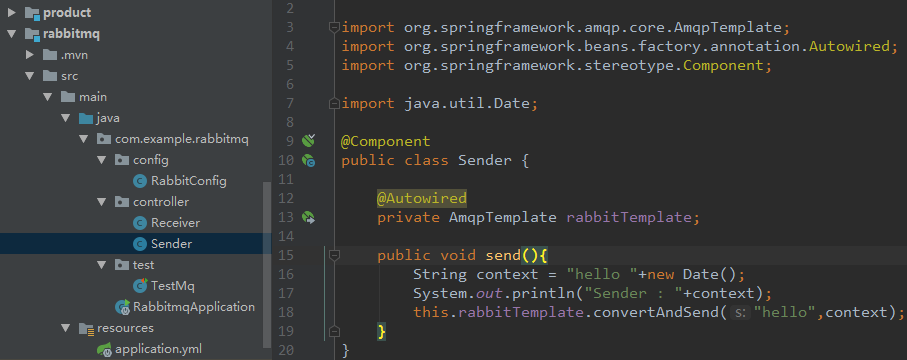 product
rabbitmq
.mvn
src
main
java
com.example.rabbitmq
config
RabbitConfig
controller
Receiver
Sender
test
TestMq
RabbitmqApplication
resources
application.yml
2
3 import org.springframework.amqp.core.AmqpTemplate;
4 import org.springframework.beans.factory.annotation.Autowired;
5 import org.springframework.stereotype.Component;
6
7 import java.util.Date;
8
9 @Component
10 public class Sender {
11
12 @Autowired
13 private AmqpTemplate rabbitTemplate;
14
15 public void send(){
16 String context = "hello "+new Date();
17 System.out.println("Sender : "+context);
18 this.rabbitTemplate.convertAndSend( s: "hello",context);
19 }
20 }